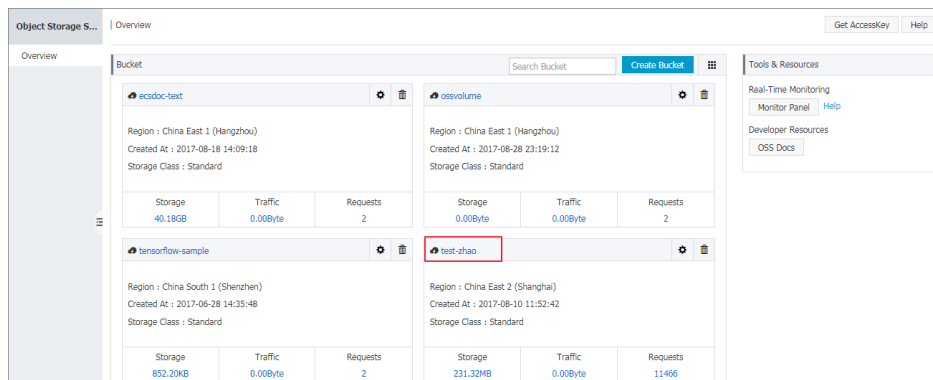 Object Storage S...
Overview
Get AccessKey
Help
Overview
Bucket
Search Bucket
Create Bucket
ecsdoc-text
Region : China East 1 (Hangzhou)
Created At : 2017-08-18 14:09:18
Storage Class : Standard
Storage Traffic Requests
40.18GB 0.00Byte 2
ossvolume
Region : China East 1 (Hangzhou)
Created At : 2017-08-28 23:19:12
Storage Class : Standard
Storage Traffic Requests
0.00Byte 0.00Byte 2
tensorflow-sample
Region : China South 1 (Shenzhen)
Created At : 2017-06-28 14:35:48
Storage Class : Standard
Storage Traffic Requests
852.20KB 0.00Byte 2
test-zhao
Region : China East 2 (Shanghai)
Created At : 2017-08-10 11:52:42
Storage Class : Standard
Storage Traffic Requests
231.32MB 0.00Byte 11466
Tools & Resources
Real-Time Monitoring
Monitor Panel Help
Developer Resources
OSS Docs